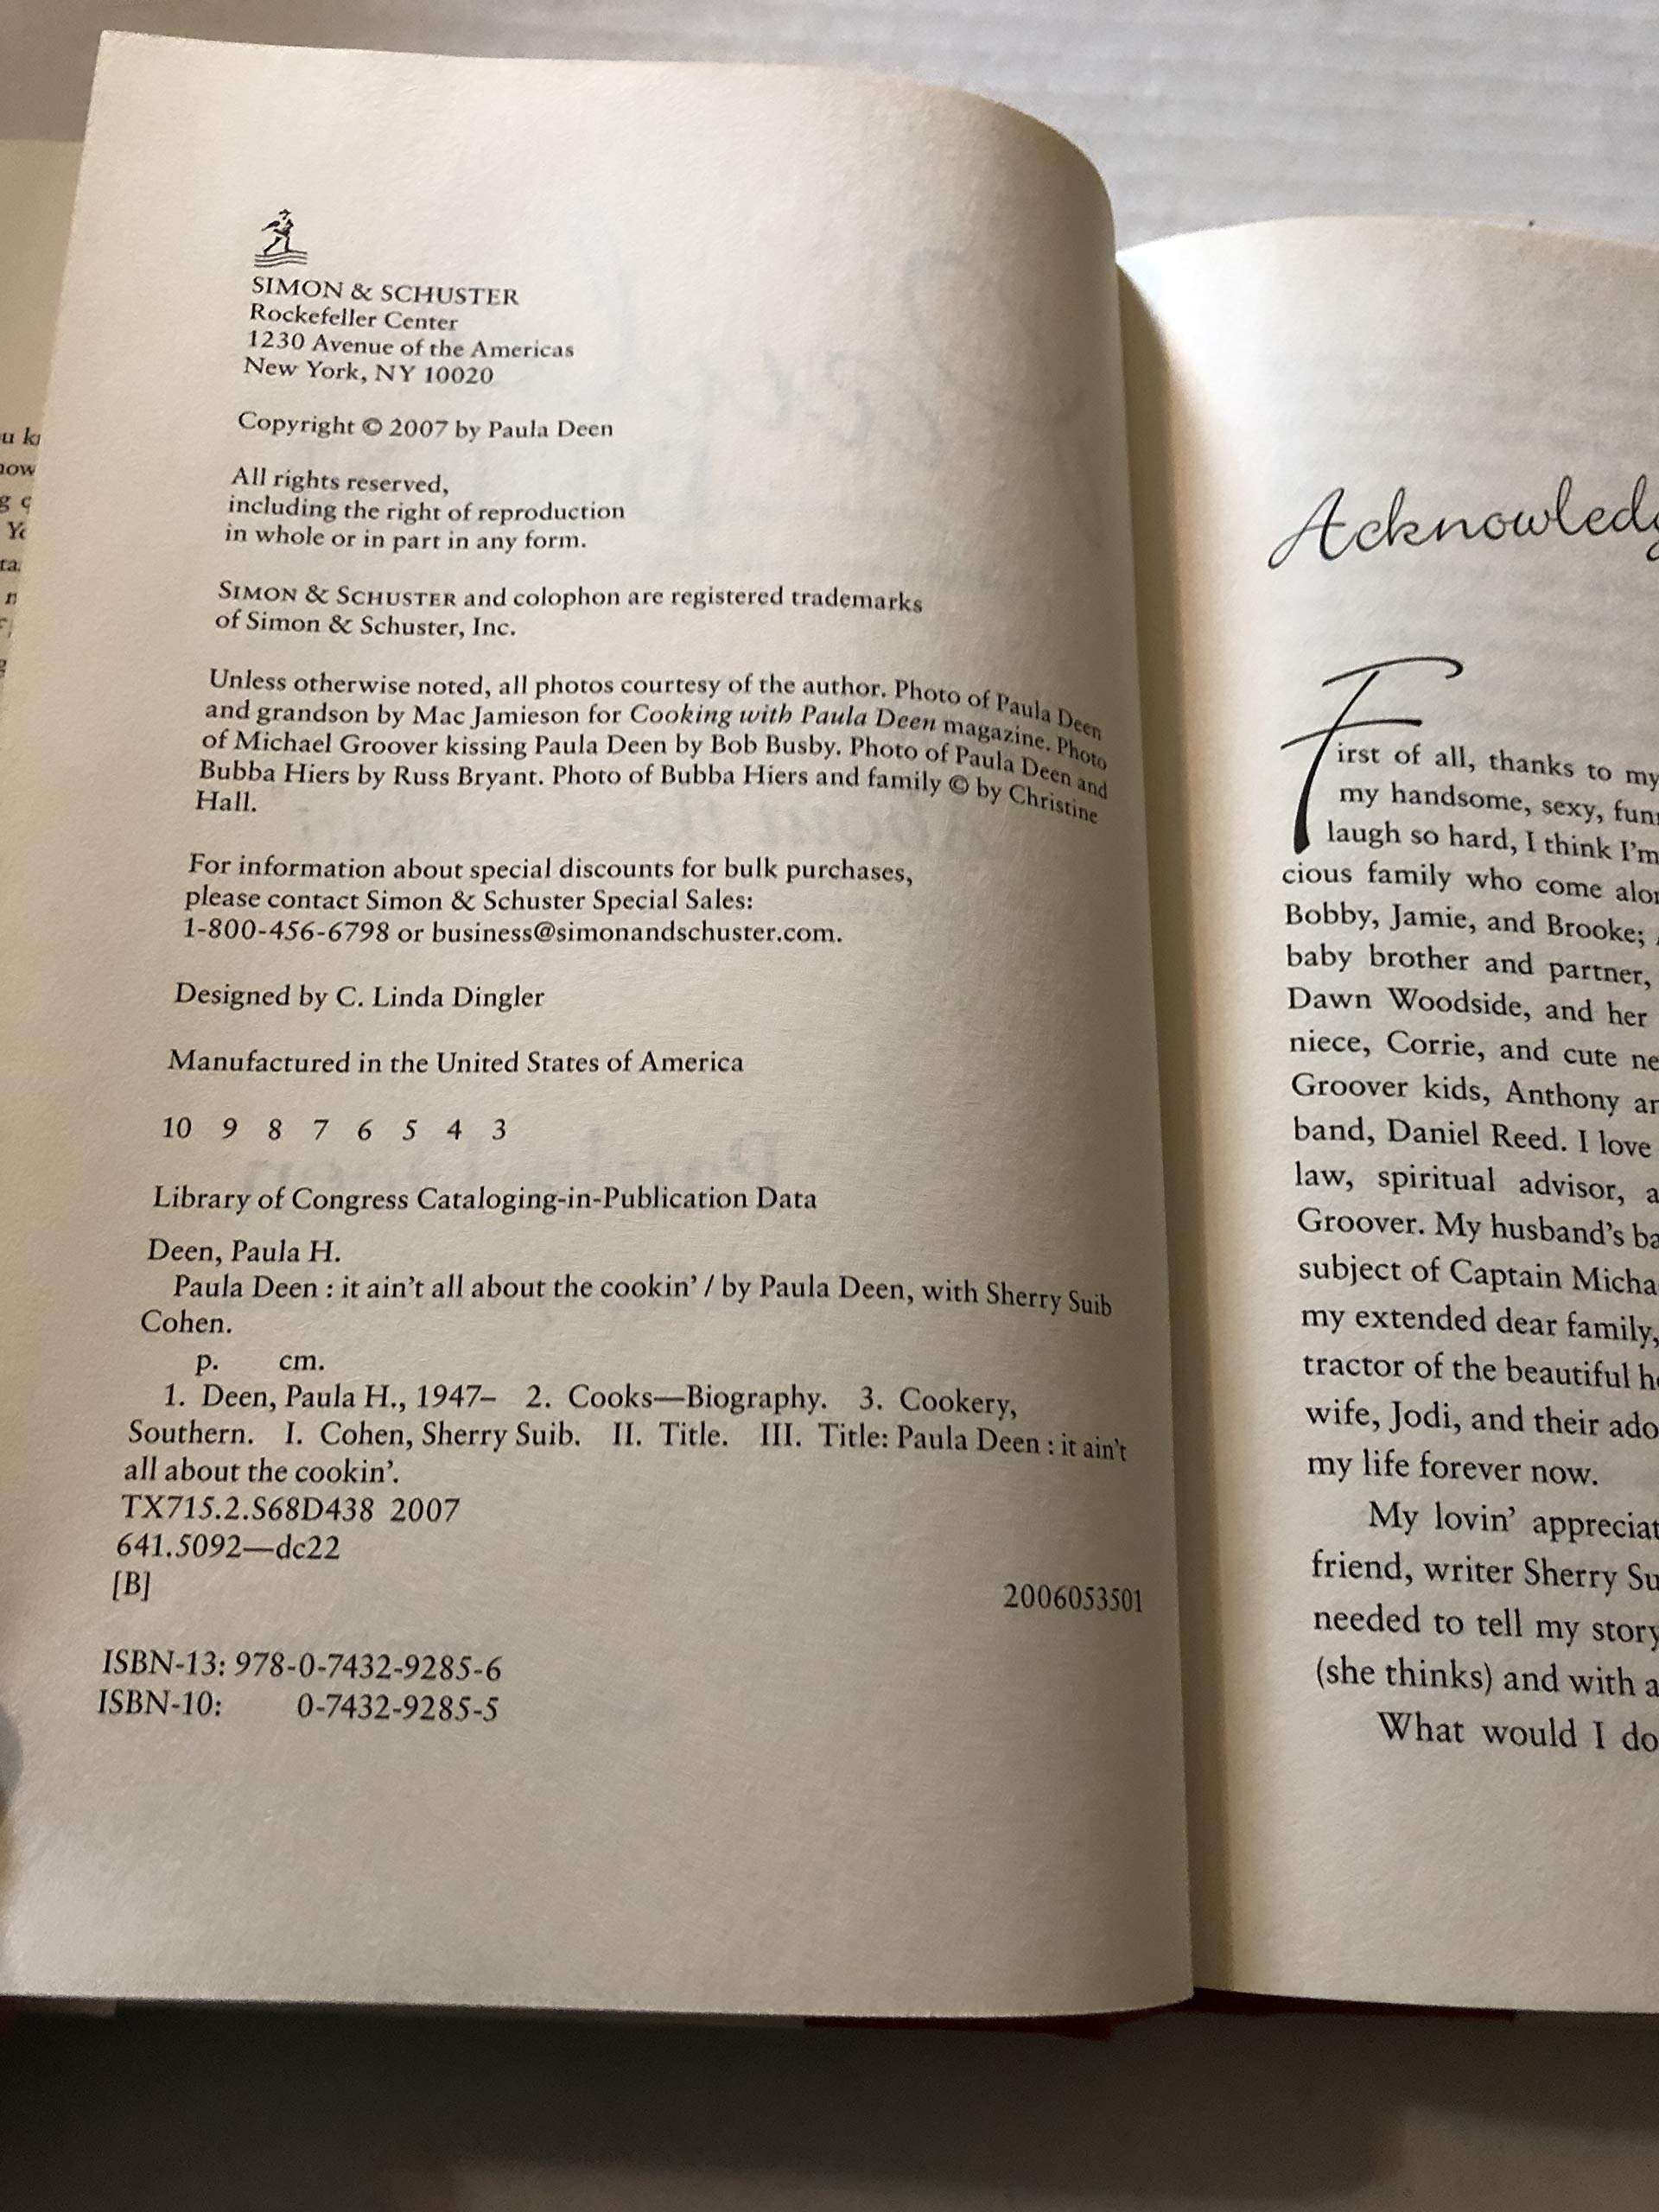 SIMON & SCHUSTER
Rockefeller Center
1230 Avenue of the Americas
New York, NY 10020
Copyright © 2007 by Paula Deen
All rights reserved,
including the right of reproduction
in whole or in part in any form.
SIMON & SCHUSTER and colophon are registered trademarks
of Simon & Schuster, Inc.
Unless otherwise noted, all photos courtesy of the author. Photo of Paula Deen
and grandson by Mac Jamieson for Cooking with Paula Deen magazine. Photo
of Michael Groover kissing Paula Deen by Bob Busby. Photo of Paula Deen and
Bubba Hiers by Russ Bryant. Photo of Bubba Hiers and family © by Christine
Hall.
For information about special discounts for bulk purchases,
please contact Simon & Schuster Special Sales:
1-800-456-6798 or business@simonandschuster.com.
Designed by C. Linda Dingler
Manufactured in the United States of America
10 9 8 7 6 5 4 3
Library of Congress Cataloging-in-Publication Data
Deen, Paula H.
Paula Deen : it ain't all about the cookin' / by Paula Deen, with Sherry Suib
Cohen.
p. cm.
1. Deen, Paula H., 1947– 2. Cooks—Biography. 3. Cookery,
Southern. I. Cohen, Sherry Suib. II. Title. III. Title: Paula Deen : it ain't
all about the cookin'.
TX715.2.S68D438 2007
641.5092—dc22
[B] 2006053501
ISBN-13: 978-0-7432-9285-6
ISBN-10: 0-7432-9285-5
Acknowledg
First of all, thanks to my
my handsome, sexy, fun
laugh so hard, I think I'm
cious family who come alon
Bobby, Jamie, and Brooke;
baby brother and partner,
Dawn Woodside, and her
niece, Corrie, and cute ne
Groover kids, Anthony an
band, Daniel Reed. I love
law, spiritual advisor, a
Groover. My husband's ba
subject of Captain Micha
my extended dear family,
tractor of the beautiful h
wife, Jodi, and their ado
my life forever now.
My lovin' appreciat
friend, writer Sherry Su
needed to tell my story
(she thinks) and with a
What would I do